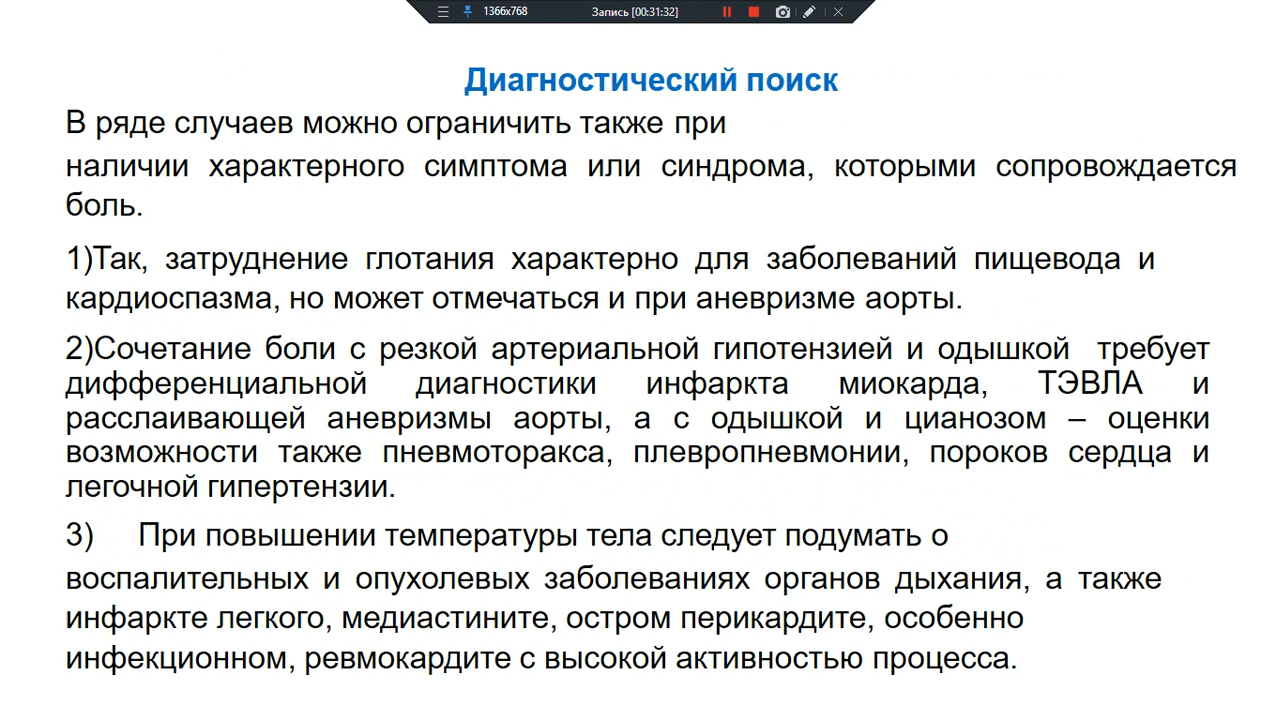 1366x768
Запись [00:31:32]
Диагностический поиск
В ряде случаев можно ограничить также при
наличии характерного симптома или синдрома, которыми сопровождается
боль.
1)Так, затруднение глотания характерно для заболеваний пищевода и
кардиоспазма, но может отмечаться и при аневризме аорты.
2)Сочетание боли с резкой артериальной гипотензией и одышкой требует
дифференциальной диагностики инфаркта миокарда, ТЭВЛА и
расслаивающей аневризмы аорты, а с одышкой и цианозом – оценки
возможности также пневмоторакса, плевропневмонии, пороков сердца и
легочной гипертензии.
3) При повышении температуры тела следует подумать о
воспалительных и опухолевых заболеваниях органов дыхания, а также
инфаркте легкого, медиастините, остром перикардите, особенно
инфекционном, ревмокардите с высокой активностью процесса.